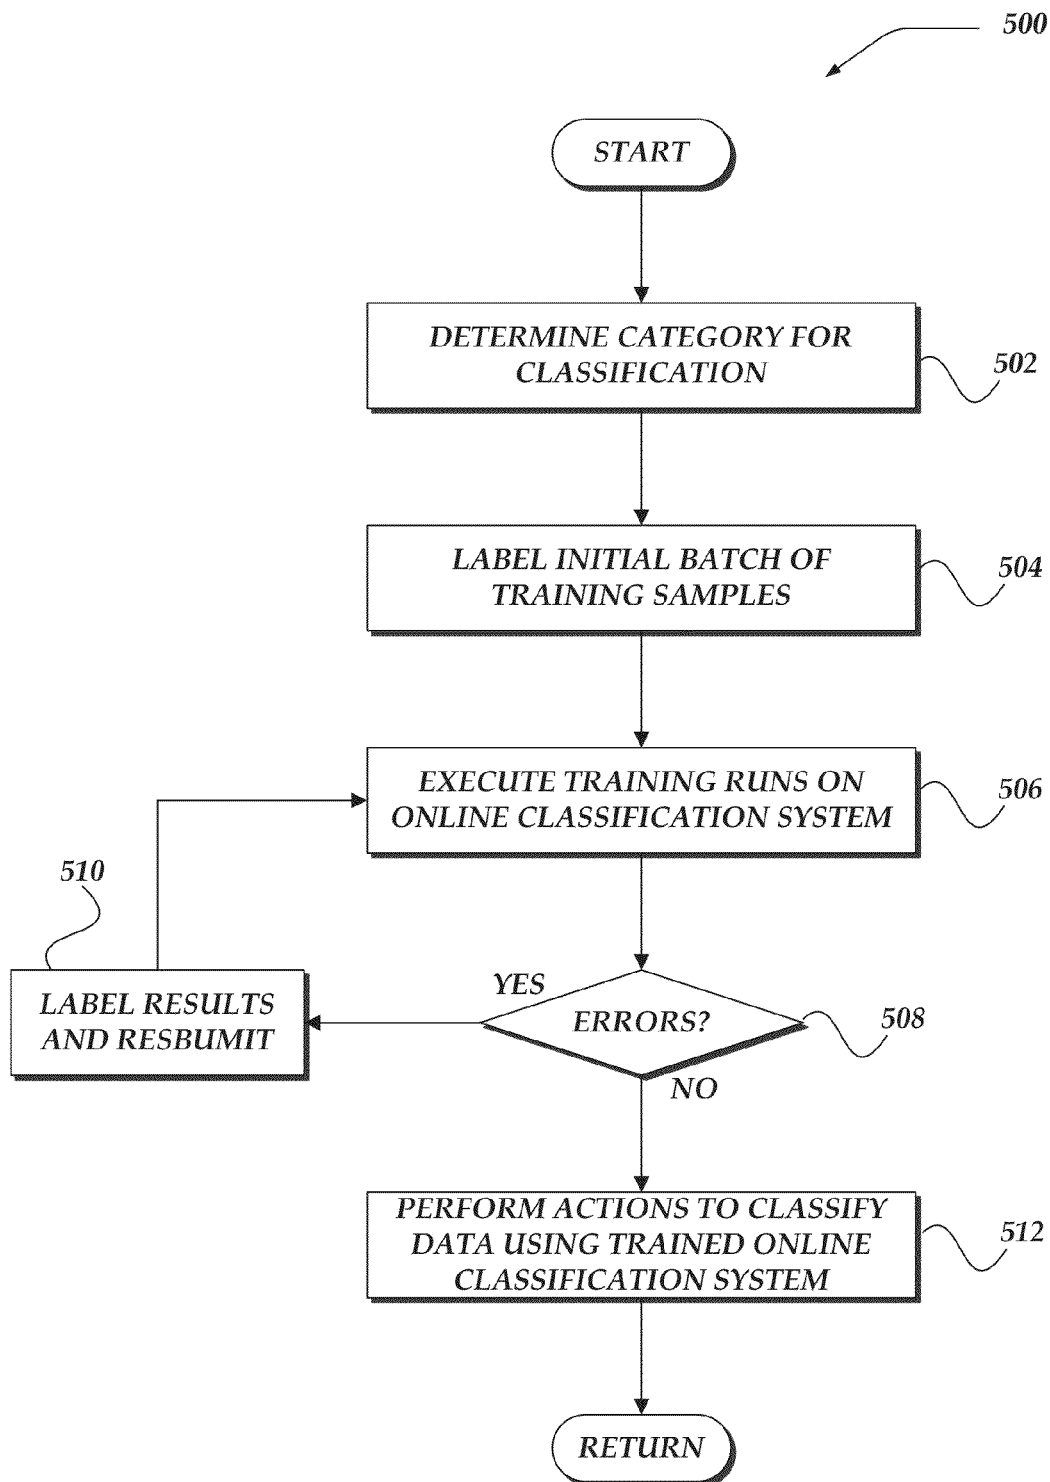 500
START
DETERMINE CATEGORY FOR
CLASSIFICATION
502
LABEL INITIAL BATCH OF
TRAINING SAMPLES
504
EXECUTE TRAINING RUNS ON
ONLINE CLASSIFICATION SYSTEM
506
510
LABEL RESULTS
AND RESBUMIT
YES
ERRORS?
508
NO
PERFORM ACTIONS TO CLASSIFY
DATA USING TRAINED ONLINE
CLASSIFICATION SYSTEM
512
RETURN